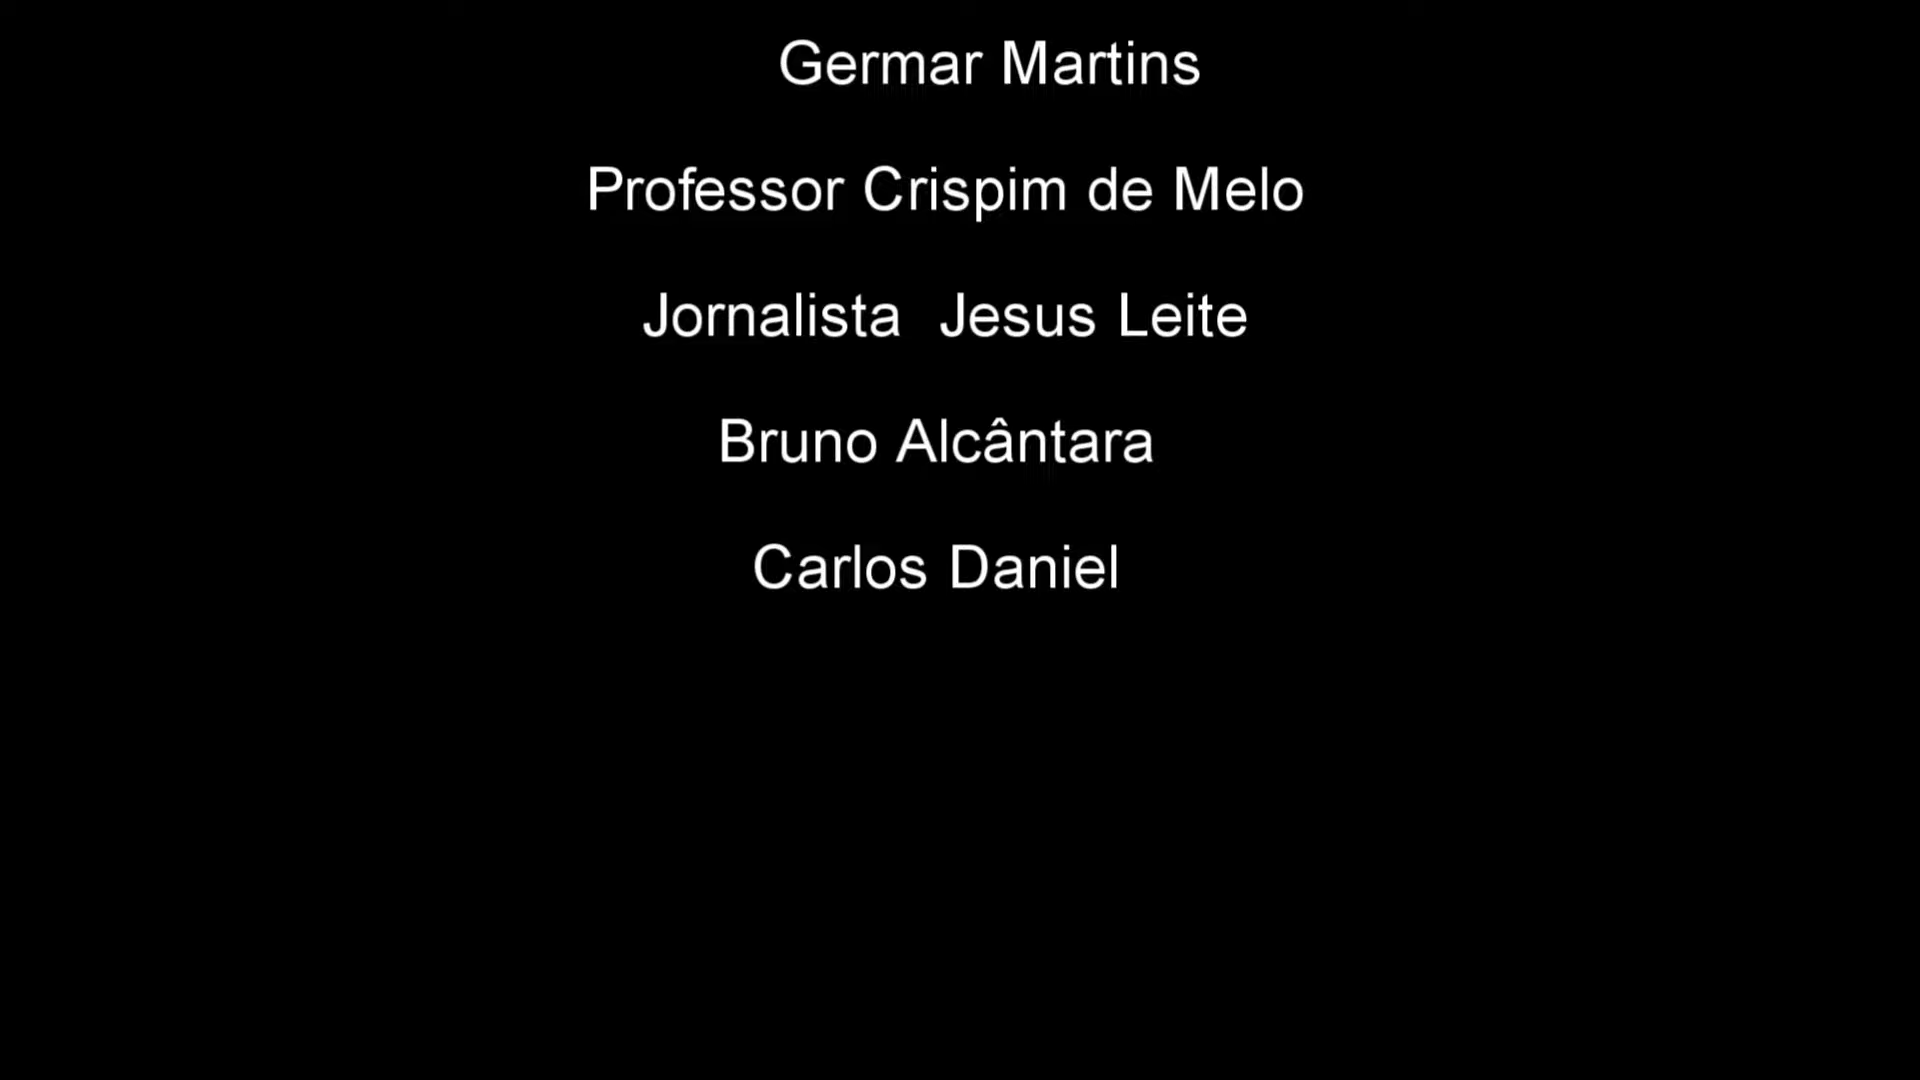 Germar Martins
Professor Crispim de Melo
Jornalista  Jesus Leite
Bruno Alcântara
Carlos Daniel